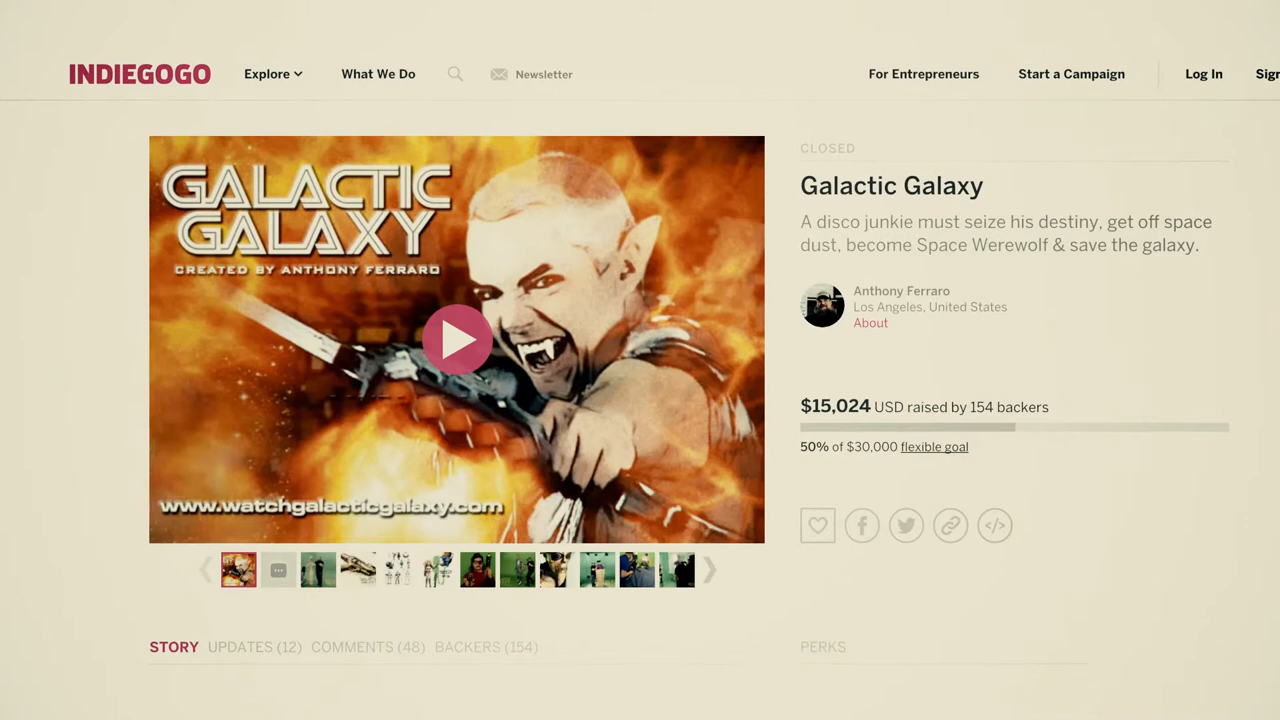 INDIEGOGO
Explore
What We Do
Newsletter
For Entrepreneurs
Start a Campaign
Log In
Sign
GALACTIC
GALAXY
CREATED BY ANTHONY FERRARO
www.watchgalacticgalaxy.com
CLOSED
Galactic Galaxy
A disco junkie must seize his destiny, get off space
dust, become Space Werewolf & save the galaxy.
Anthony Ferraro
Los Angeles, United States
About
$15,024 USD raised by 154 backers
50% of $30,000 flexible goal
STORY
UPDATES (12)
COMMENTS (48)
BACKERS (154)
PERKS